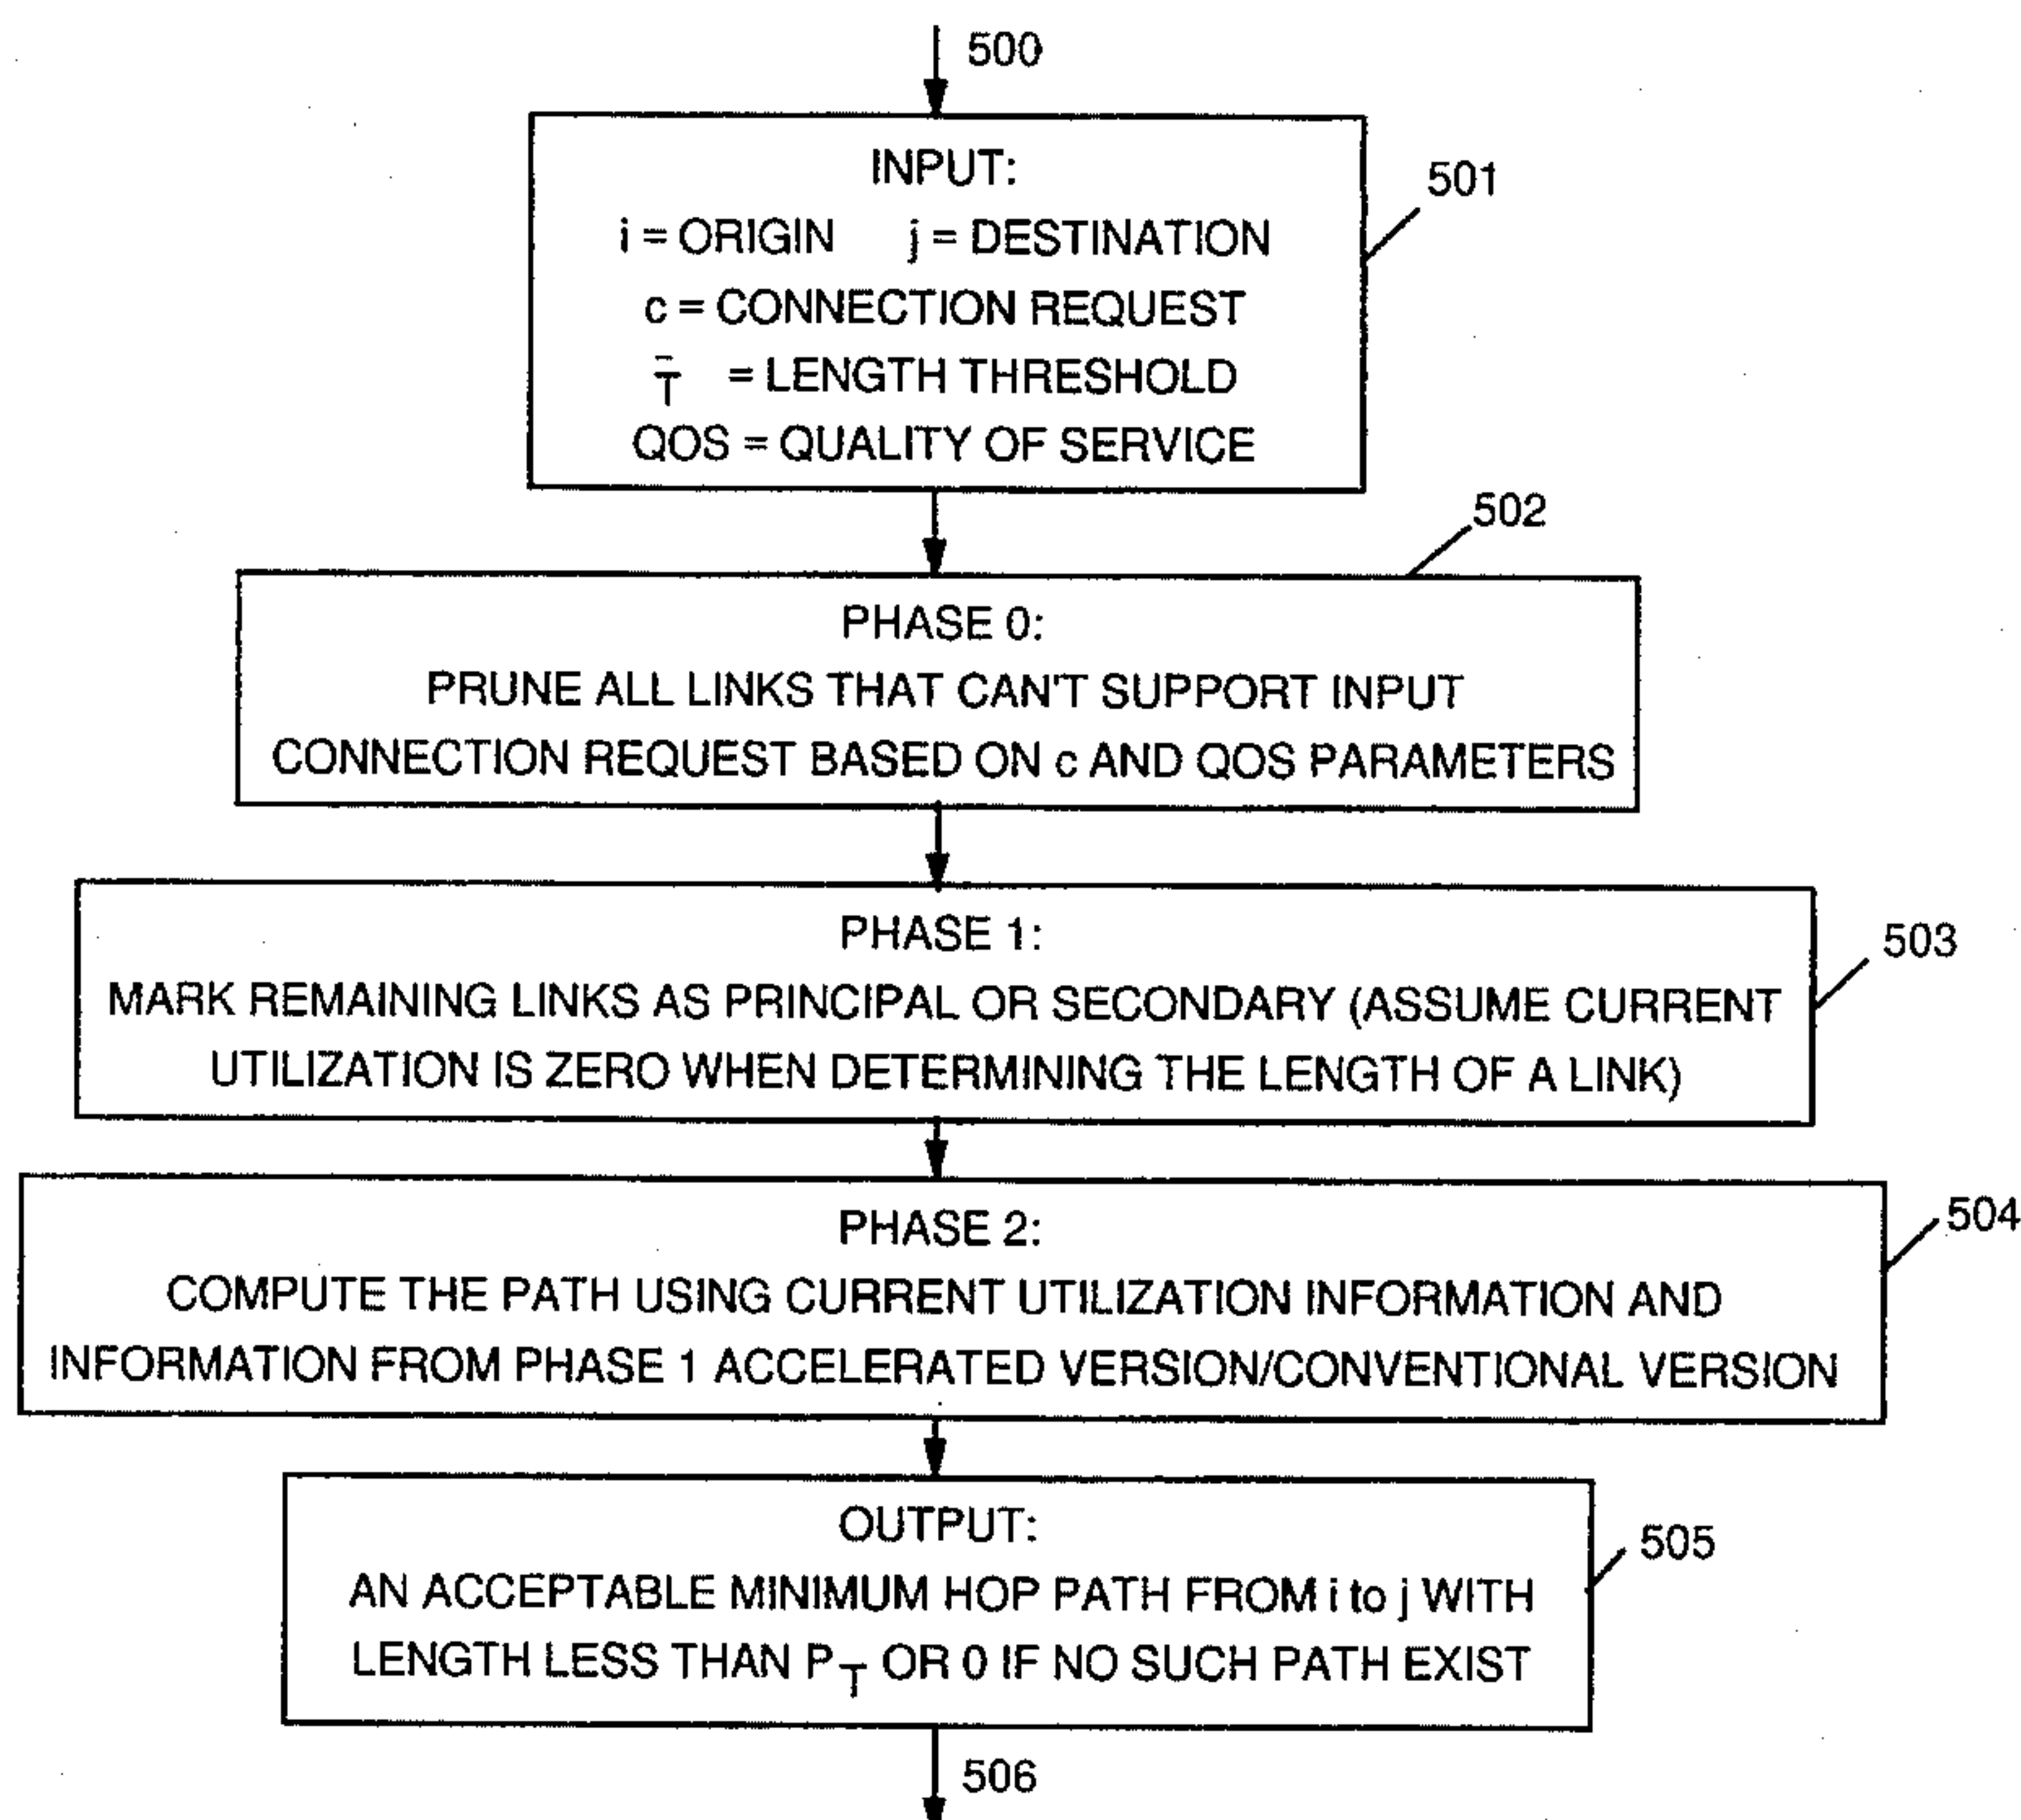 500
INPUT:
501
i = ORIGIN j = DESTINATION
c = CONNECTION REQUEST
T̄ = LENGTH THRESHOLD
QOS = QUALITY OF SERVICE
502
PHASE 0:
PRUNE ALL LINKS THAT CAN'T SUPPORT INPUT
CONNECTION REQUEST BASED ON c AND QOS PARAMETERS
PHASE 1:
503
MARK REMAINING LINKS AS PRINCIPAL OR SECONDARY (ASSUME CURRENT
UTILIZATION IS ZERO WHEN DETERMINING THE LENGTH OF A LINK)
PHASE 2:
504
COMPUTE THE PATH USING CURRENT UTILIZATION INFORMATION AND
INFORMATION FROM PHASE 1 ACCELERATED VERSION/CONVENTIONAL VERSION
OUTPUT:
505
AN ACCEPTABLE MINIMUM HOP PATH FROM i to j WITH
LENGTH LESS THAN P_T OR 0 IF NO SUCH PATH EXIST
506